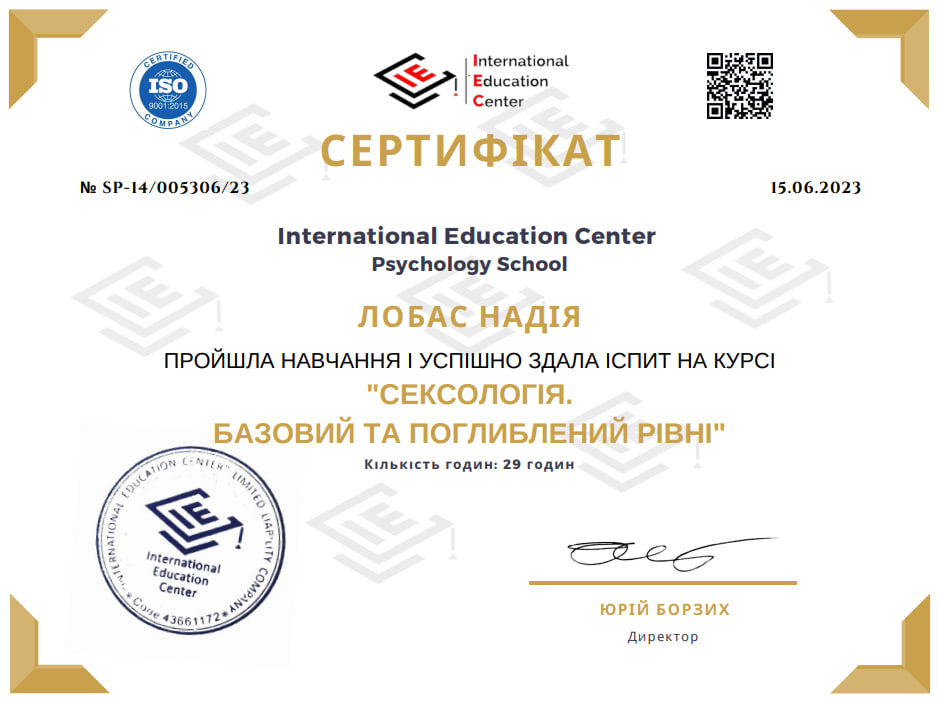 CERTIFIED
ISO
9001:2015
COMPANY
IE
International
Education
Center
СЕРТИФІКАТ
№ SP-14/005306/23
15.06.2023
International Education Center
Psychology School
ЛОБАС НАДІЯ
ПРОЙШЛА НАВЧАННЯ І УСПІШНО ЗДАЛА ІСПИТ НА КУРСІ
"СЕКСОЛОГІЯ.
БАЗОВИЙ ТА ПОГЛИБЛЕНИЙ РІВНІ"
Кількість годин: 29 годин
"INTERNATIONAL EDUCATION CENTER" LIMITED LIABILITY COMPANY
IE
International
Education
Center
* Code 43661172 *
ЮРІЙ БОРЗИХ
Директор